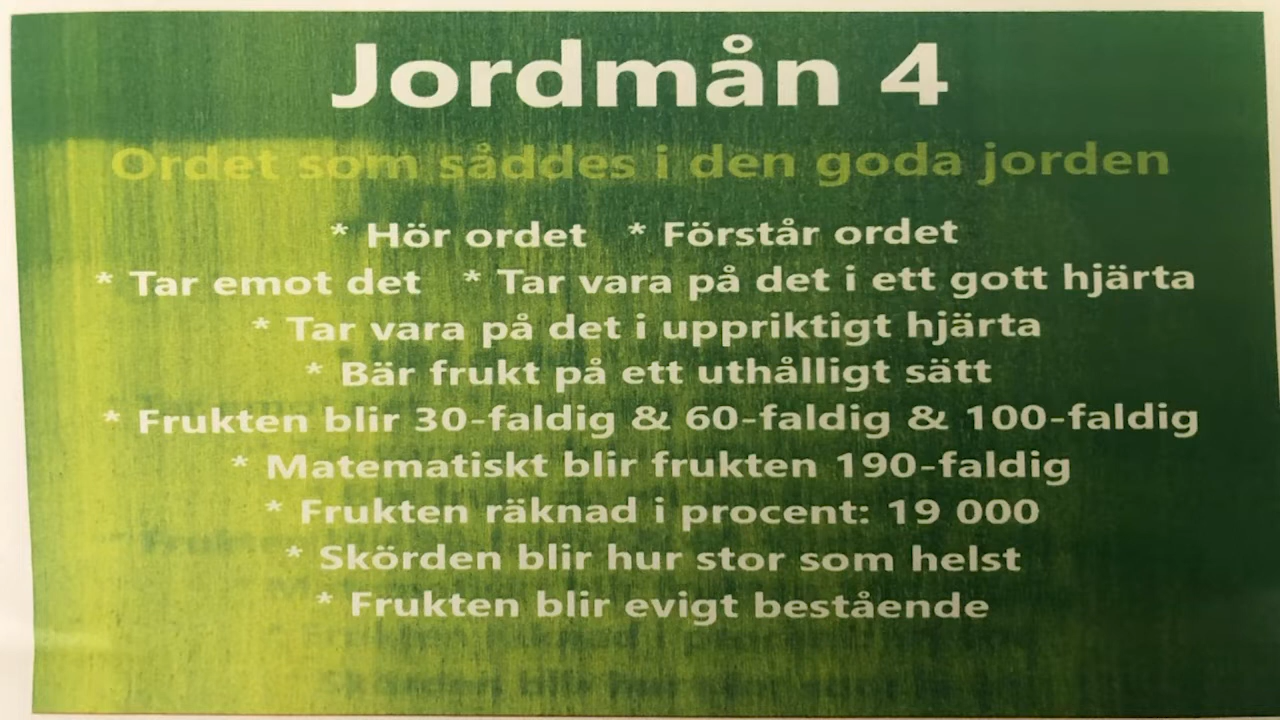 Jordmån 4
Ordet som såddes i den goda jorden
* Hör ordet * Förstår ordet
* Tar emot det * Tar vara på det i ett gott hjärta
* Tar vara på det i uppriktigt hjärta
* Bär frukt på ett uthålligt sätt
* Frukten blir 30-faldig & 60-faldig & 100-faldig
* Matematiskt blir frukten 190-faldig
* Frukten räknad i procent: 19 000
* Skörden blir hur stor som helst
* Frukten blir evigt bestående